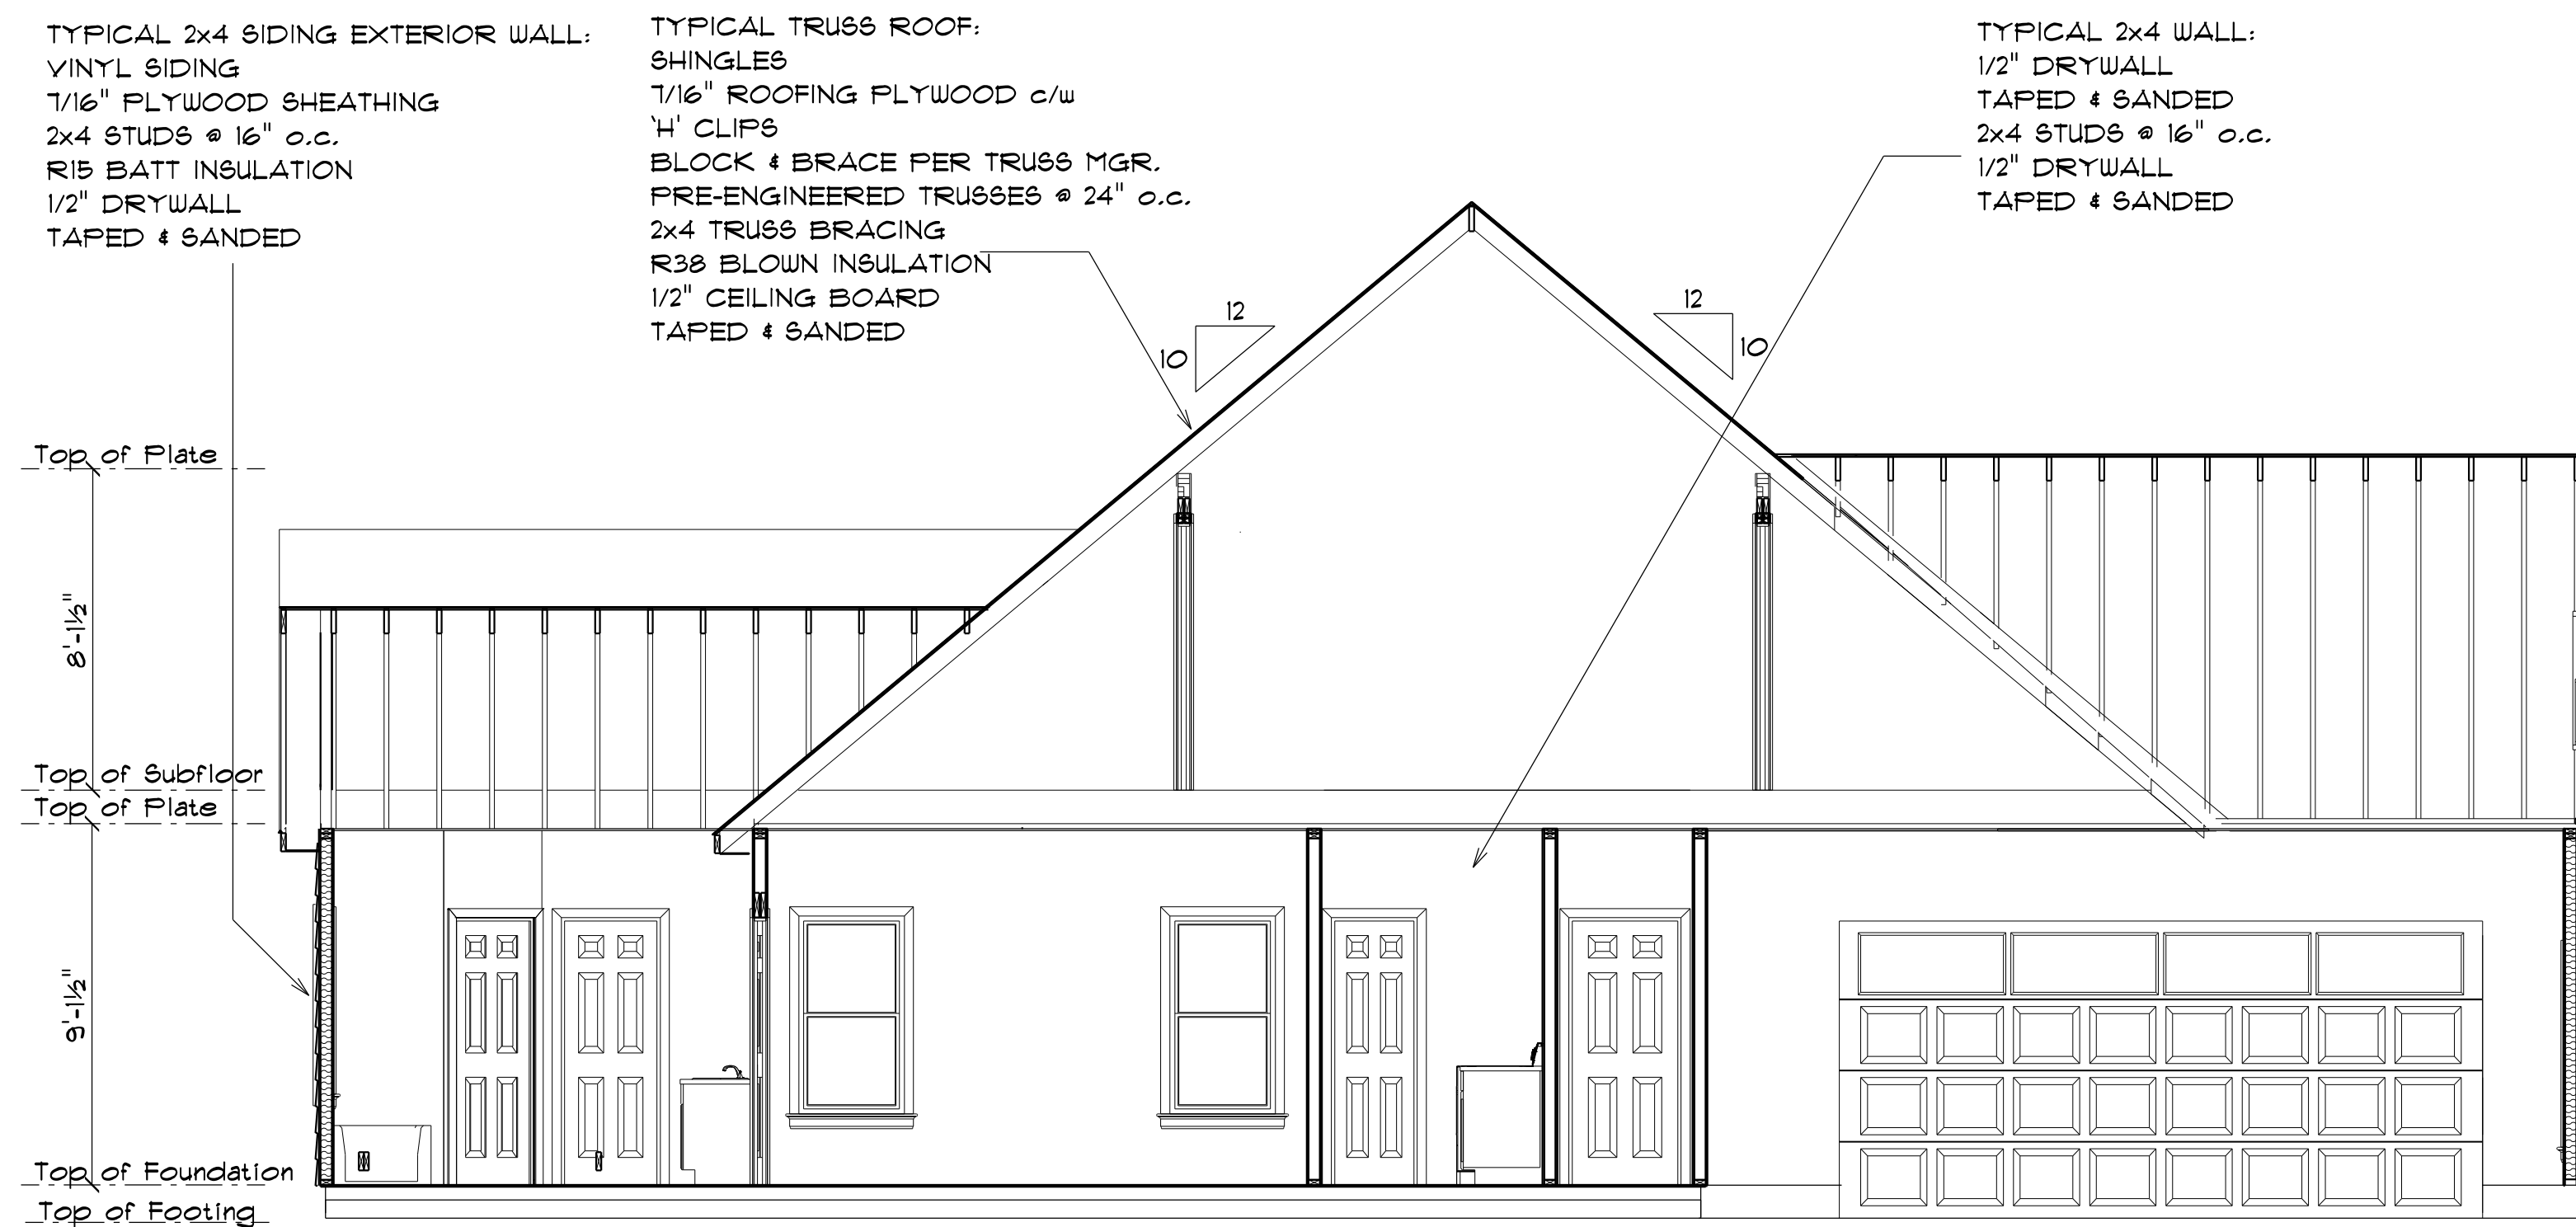 TYPICAL 2x4 SIDING EXTERIOR WALL:
VINYL SIDING
7/16" PLYWOOD SHEATHING
2x4 STUDS @ 16" o.c.
R15 BATT INSULATION
1/2" DRYWALL
TAPED & SANDED
TYPICAL TRUSS ROOF:
SHINGLES
7/16" ROOFING PLYWOOD c/w
'H' CLIPS
BLOCK & BRACE PER TRUSS MGR.
PRE-ENGINEERED TRUSSES @ 24" o.c.
2x4 TRUSS BRACING
R38 BLOWN INSULATION
1/2" CEILING BOARD
TAPED & SANDED
TYPICAL 2x4 WALL:
1/2" DRYWALL
TAPED & SANDED
2x4 STUDS @ 16" o.c.
1/2" DRYWALL
TAPED & SANDED
12
10
12
10
Top of Plate
8'-1½"
Top of Subfloor
Top of Plate
9'-1½"
Top of Foundation
Top of Footing